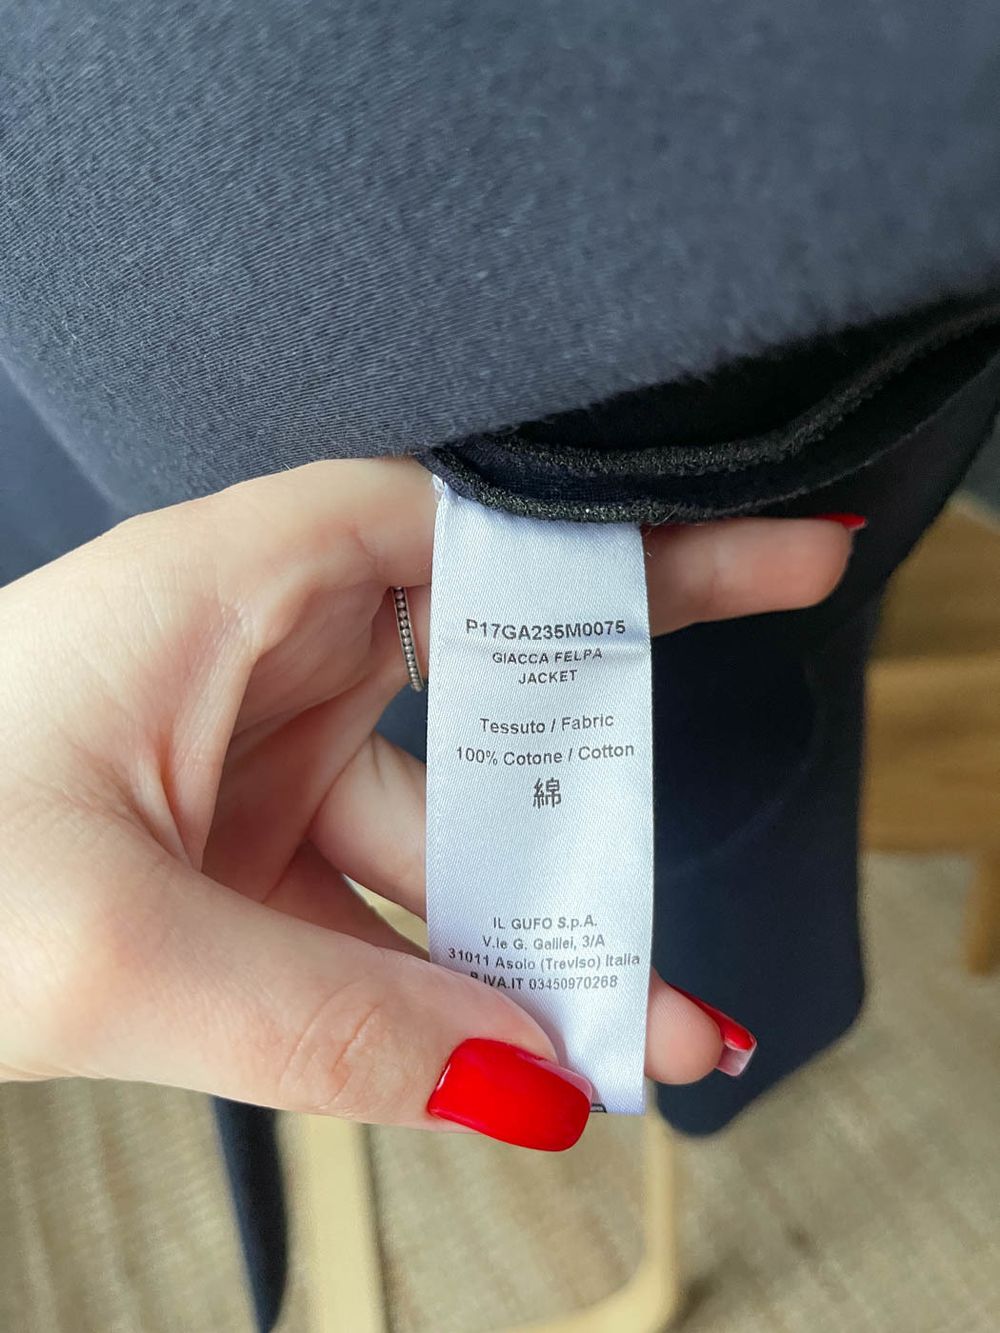 P17GA235M0075
GIACCA FELPA
JACKET
Tessuto / Fabric
100% Cotone / Cotton
綿
IL GUFO S.p.A.
V.le G. Galilei, 3/A
31011 Asolo (Treviso) Italia
P.IVA.IT 03450970268